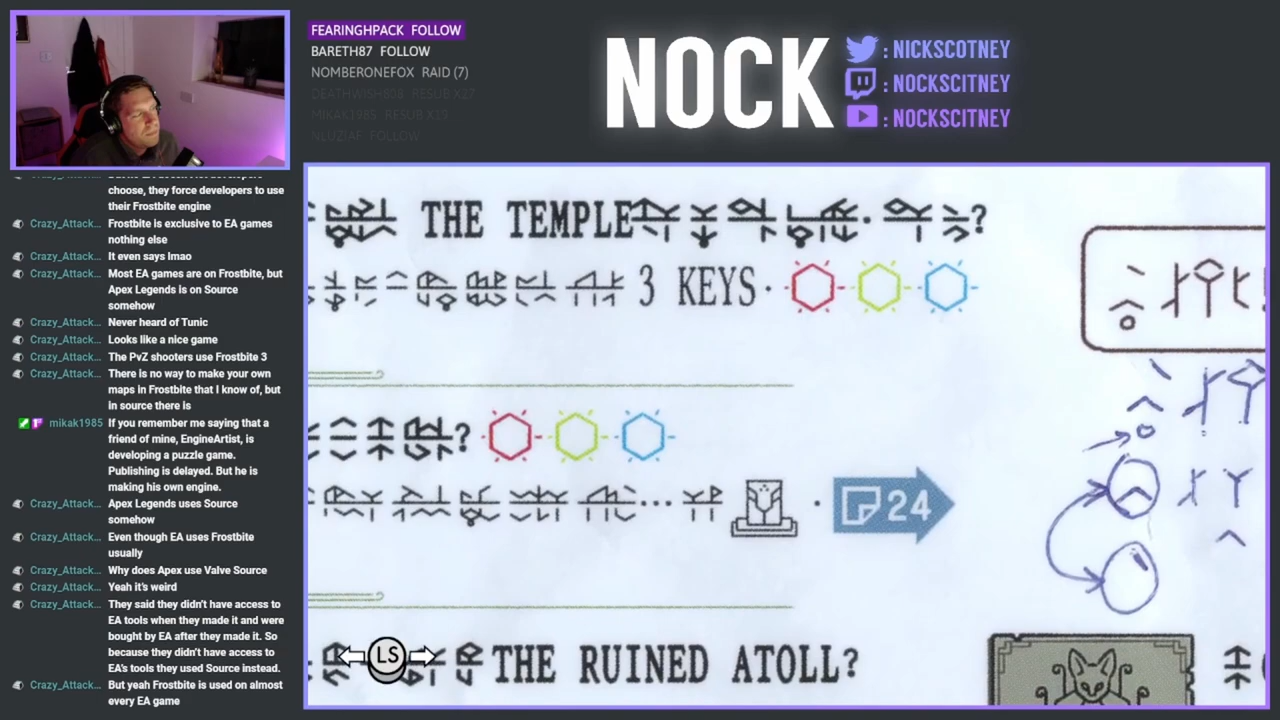 FEARINGHPACK FOLLOW
BARETH87 FOLLOW
NOMBERONEFOX RAID (7)
DEATHWISH808 RESUB X27
MIKAK1985 RESUB X19
NLUZIAF FOLLOW
NOCK
: NICKSCOTNEY
: NOCKSCITNEY
: NOCKSCITNEY
choose, they force developers to use
their Frostbite engine
Crazy_Attack... Frostbite is exclusive to EA games
nothing else
Crazy_Attack... It even says lmao
Crazy_Attack... Most EA games are on Frostbite, but
Apex Legends is on Source
somehow
Crazy_Attack... Never heard of Tunic
Crazy_Attack... Looks like a nice game
Crazy_Attack... The PvZ shooters use Frostbite 3
Crazy_Attack... There is no way to make your own
maps in Frostbite that I know of, but
in source there is
mikak1985 If you remember me saying that a
friend of mine, EngineArtist, is
developing a puzzle game.
Publishing is delayed. But he is
making his own engine.
Crazy_Attack... Apex Legends uses Source
somehow
Crazy_Attack... Even though EA uses Frostbite
usually
Crazy_Attack... Why does Apex use Valve Source
Crazy_Attack... Yeah it's weird
Crazy_Attack... They said they didn't have access to
EA tools when they made it and were
bought by EA after they made it. So
because they didn't have access to
EA's tools they used Source instead.
Crazy_Attack... But yeah Frostbite is used on almost
every EA game
THE TEMPLE ?
3 KEYS
?
... 24
LS THE RUINED ATOLL?